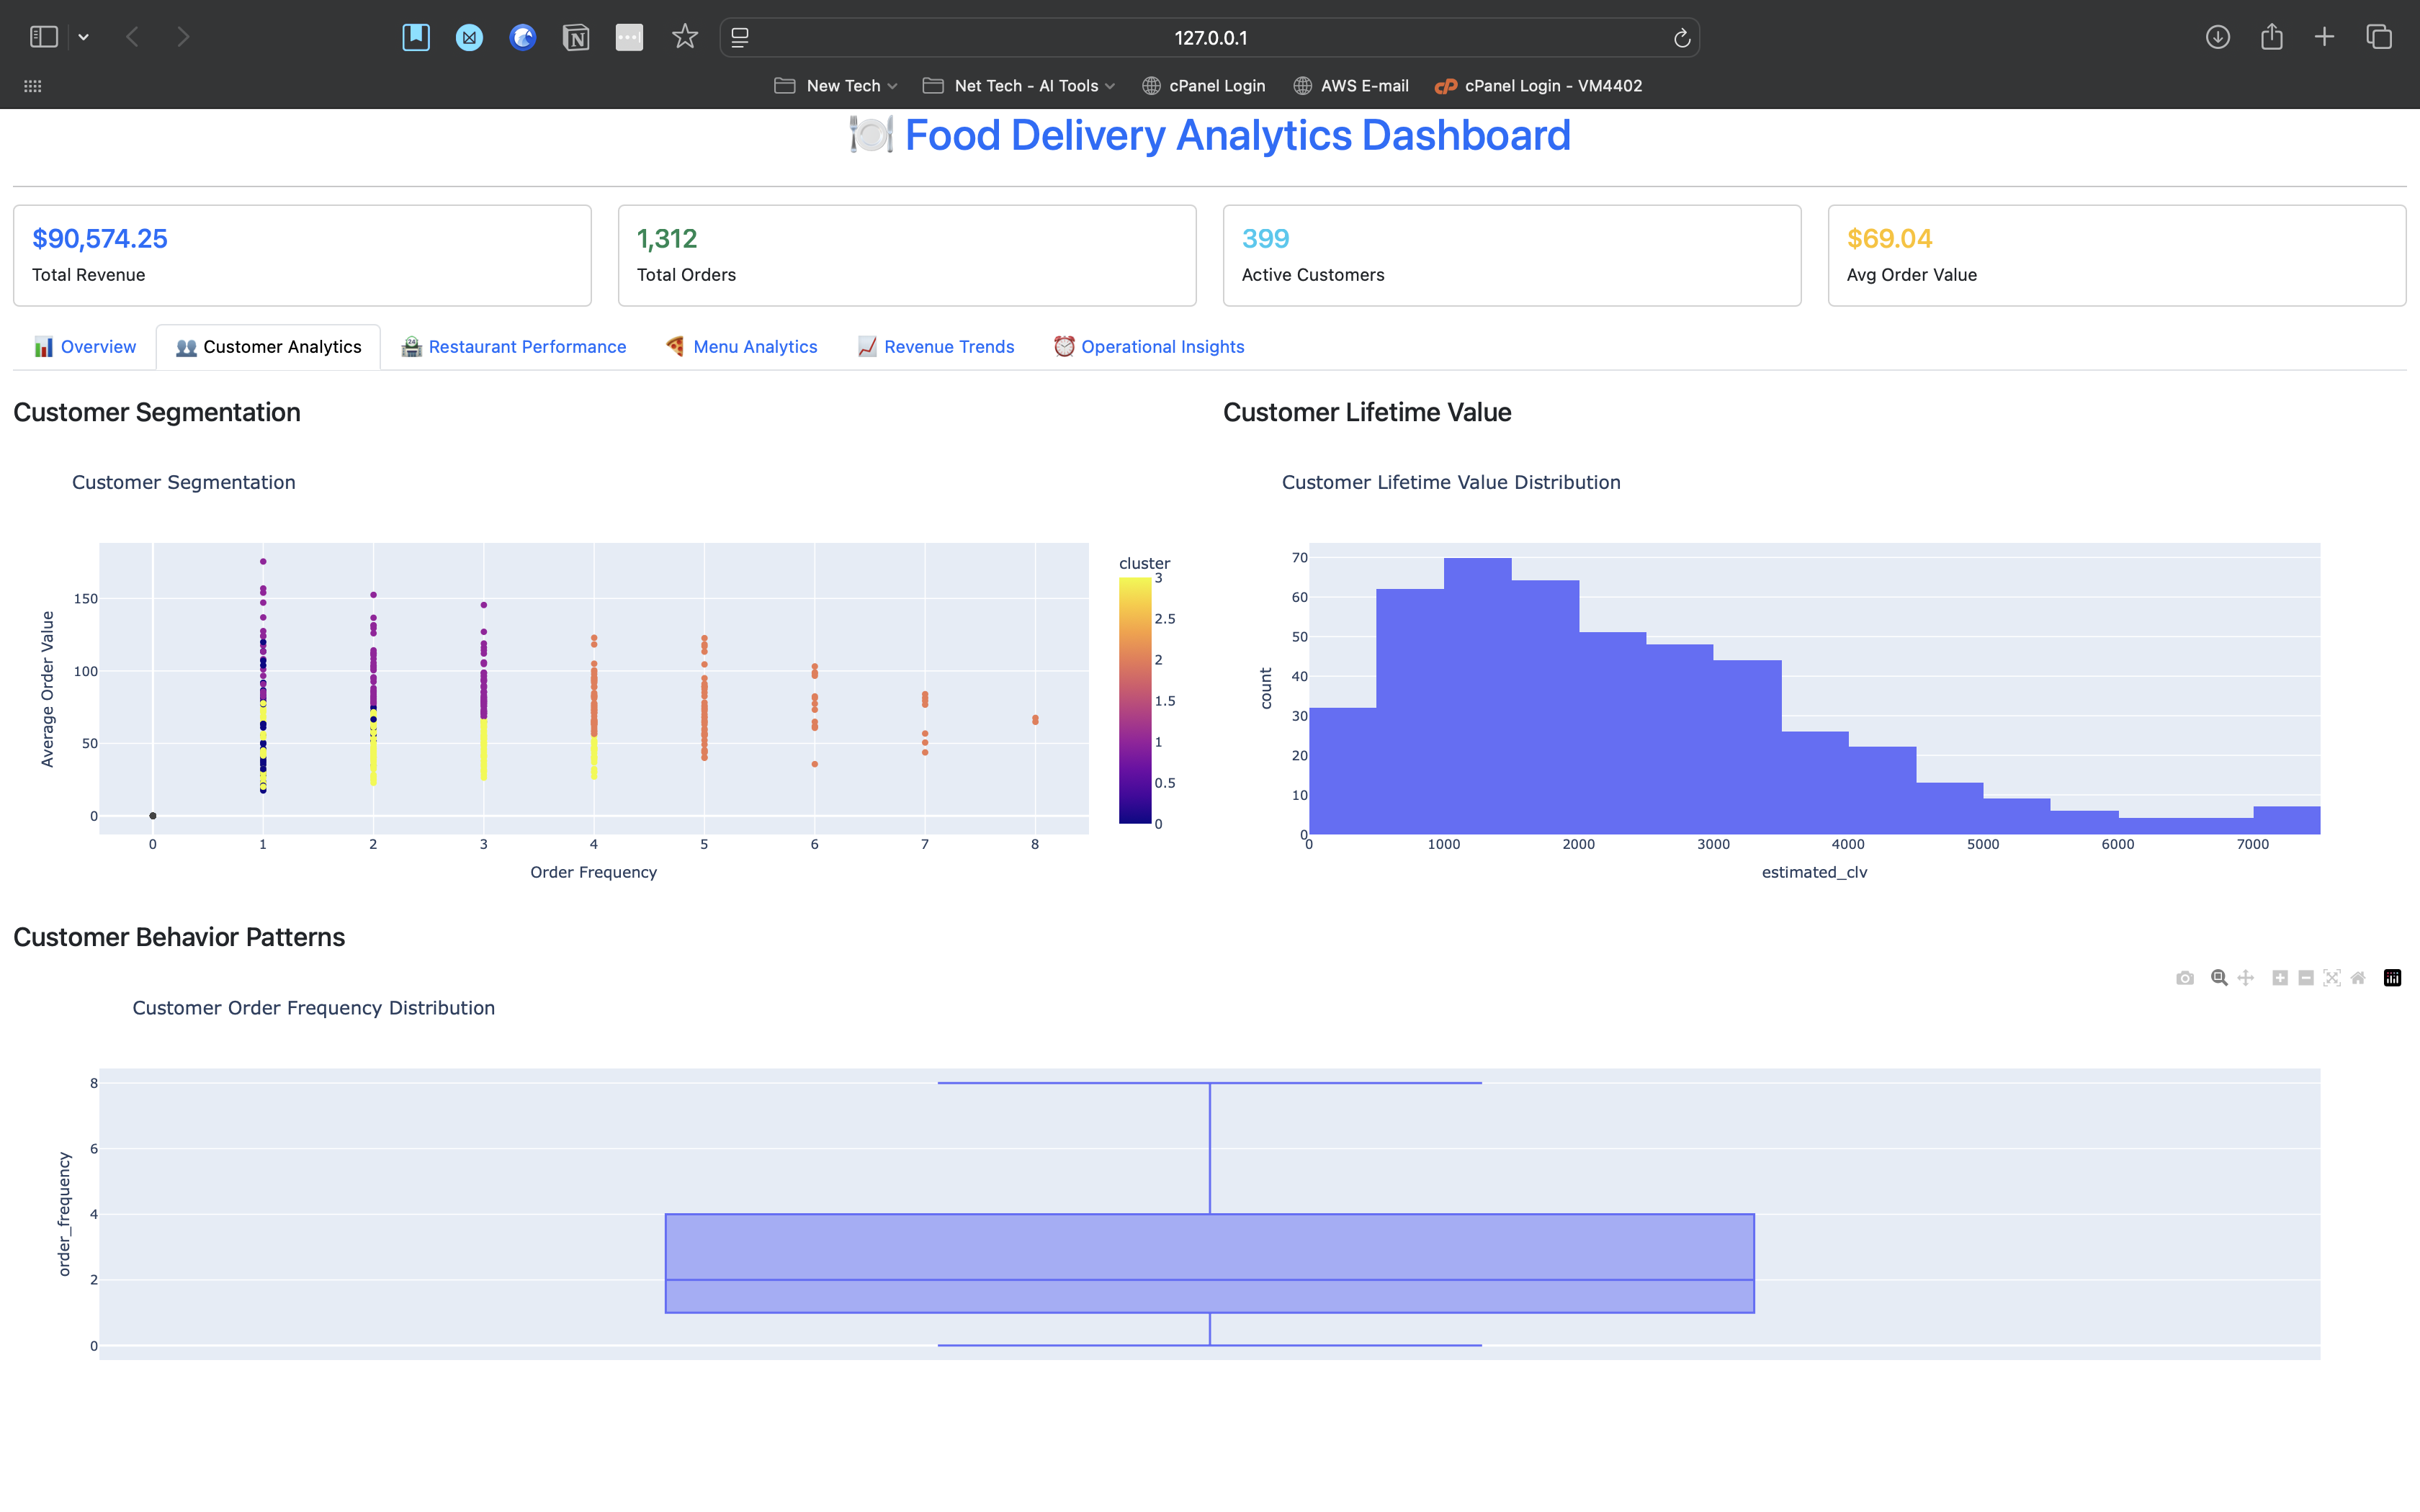 127.0.0.1
New Tech
Net Tech - AI Tools
cPanel Login
AWS E-mail
cP cPanel Login - VM4402
🍽️ Food Delivery Analytics Dashboard
$90,574.25
Total Revenue
1,312
Total Orders
399
Active Customers
$69.04
Avg Order Value
📊 Overview
👥 Customer Analytics
🏪 Restaurant Performance
🍕 Menu Analytics
📈 Revenue Trends
⏰ Operational Insights
Customer Segmentation
Customer Segmentation
Average Order Value
150
100
50
0
0 1 2 3 4 5 6 7 8
Order Frequency
cluster
3
2.5
2
1.5
1
0.5
0
Customer Lifetime Value
Customer Lifetime Value Distribution
count
70
60
50
40
30
20
10
0
0 1000 2000 3000 4000 5000 6000 7000
estimated_clv
Customer Behavior Patterns
Customer Order Frequency Distribution
order_frequency
8
6
4
2
0